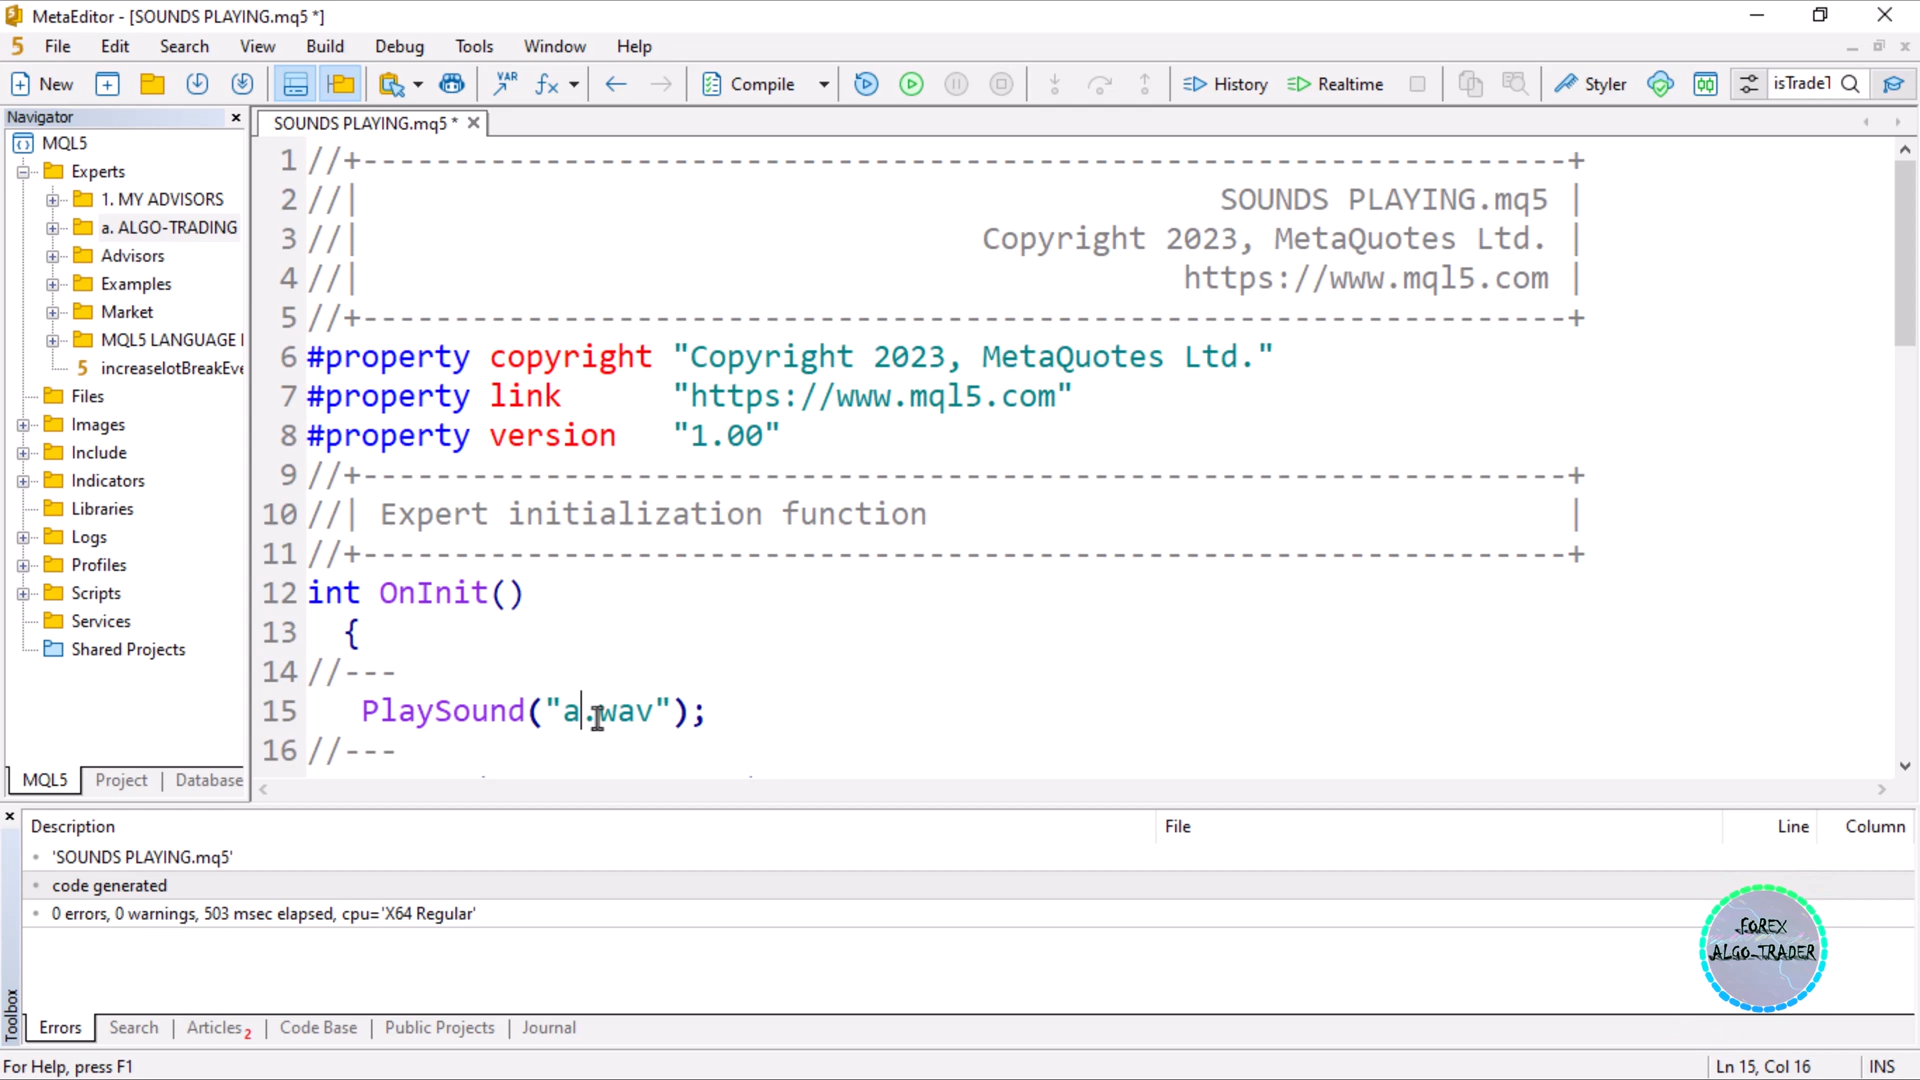 MetaEditor - [SOUNDS PLAYING.mq5 *]
5 File Edit Search View Build Debug Tools Window Help
New VAR fx Compile History Realtime Styler isTradeT
Navigator
MQL5
Experts
1. MY ADVISORS
a. ALGO-TRADING
Advisors
Examples
Market
MQL5 LANGUAGE
5 increaselotBreakEve
Files
Images
Include
Indicators
Libraries
Logs
Profiles
Scripts
Services
Shared Projects
MQL5 Project Database
SOUNDS PLAYING.mq5 *
1 //+------------------------------------------------------------------+
2 //| SOUNDS PLAYING.mq5 |
3 //| Copyright 2023, MetaQuotes Ltd. |
4 //| https://www.mql5.com |
5 //+------------------------------------------------------------------+
6 #property copyright "Copyright 2023, MetaQuotes Ltd."
7 #property link "https://www.mql5.com"
8 #property version "1.00"
9 //+------------------------------------------------------------------+
10 //| Expert initialization function |
11 //+------------------------------------------------------------------+
12 int OnInit()
13 {
14 //---
15 PlaySound("a.wav");
16 //---
Description File Line Column
'SOUNDS PLAYING.mq5'
code generated
0 errors, 0 warnings, 503 msec elapsed, cpu='X64 Regular'
FOREX
ALGO-TRADER
Toolbox
Errors Search Articles 2 Code Base Public Projects Journal
For Help, press F1 Ln 15, Col 16 INS